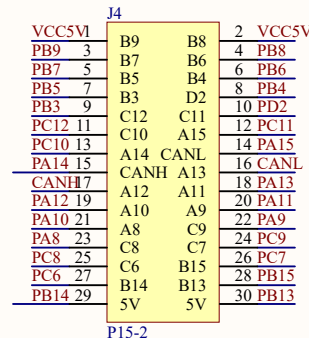 J4
VCC5V 1 B9 B8 2 VCC5V
PB9 3 B7 B6 4 PB8
PB7 5 B5 B4 6 PB6
PB5 7 B3 D2 8 PB4
PB3 9 C12 C11 10 PD2
PC12 11 C10 A15 12 PC11
PC10 13 A14 CANL 14 PA15
PA14 15 CANH A13 16 CANL
CANH 17 A12 A11 18 PA13
PA12 19 A10 A9 20 PA11
PA10 21 A8 C9 22 PA9
PA8 23 C8 C7 24 PC9
PC8 25 C6 B15 26 PC7
PC6 27 B14 B13 28 PB15
PB14 29 5V 5V 30 PB13
P15-2